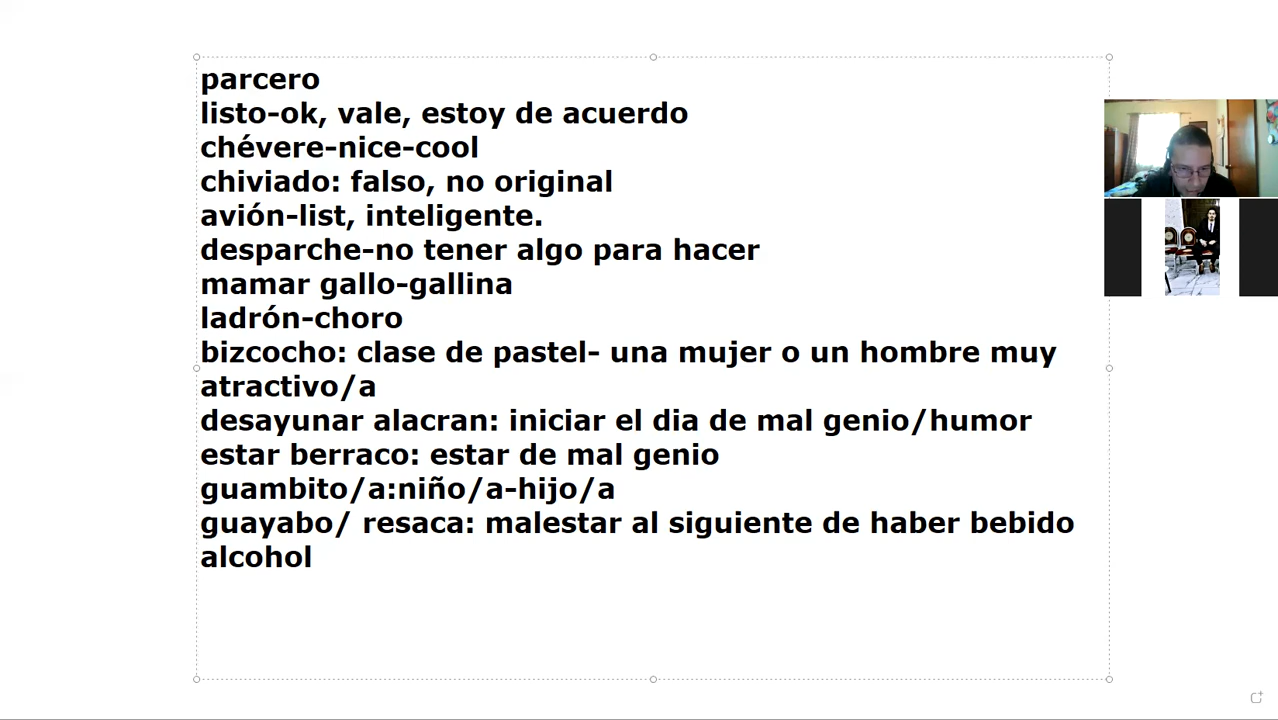 parcero
listo-ok, vale, estoy de acuerdo
chévere-nice-cool
chiviado: falso, no original
avión-list, inteligente.
desparche-no tener algo para hacer
mamar gallo-gallina
ladrón-choro
bizcocho: clase de pastel- una mujer o un hombre muy
atractivo/a
desayunar alacran: iniciar el dia de mal genio/humor
estar berraco: estar de mal genio
guambito/a:niño/a-hijo/a
guayabo/ resaca: malestar al siguiente de haber bebido
alcohol